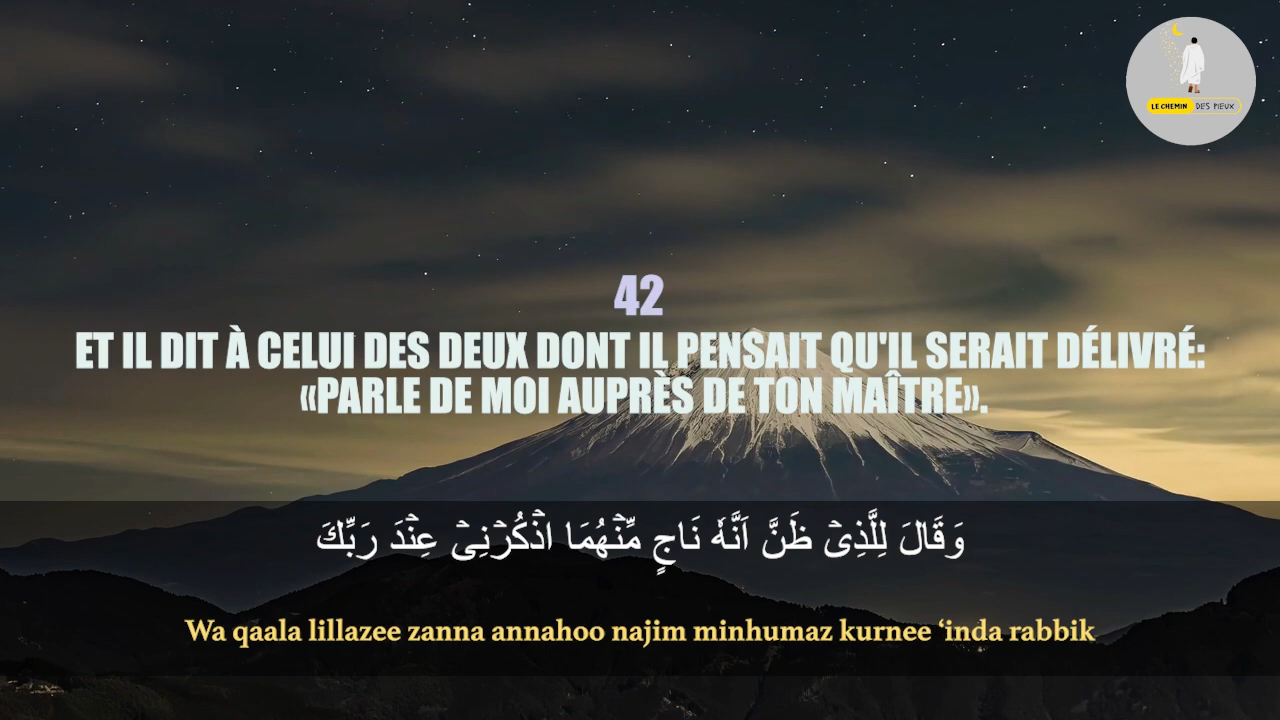 LE CHEMIN DES PIEUX
42
ET IL DIT À CELUI DES DEUX DONT IL PENSAIT QU'IL SERAIT DÉLIVRÉ:
«PARLE DE MOI AUPRÈS DE TON MAÎTRE».
وَقَالَ لِلَّذِىۡ ظَنَّ اَنَّهٗ نَاجٍ مِّنۡهُمَا اذۡكُرۡنِىۡ عِنۡدَ رَبِّكَ
Wa qaala lillazee zanna annahoo najim minhumaz kurnee ‘inda rabbik